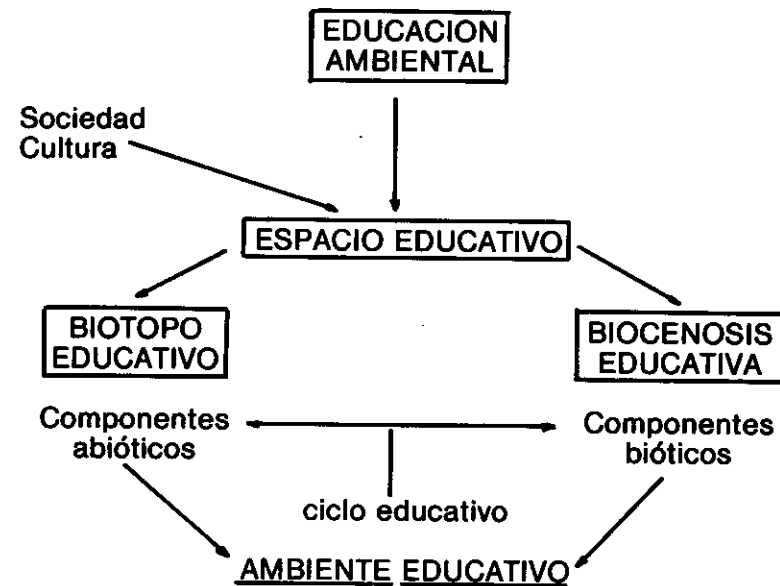 EDUCACION
AMBIENTAL
Sociedad
Cultura
ESPACIO EDUCATIVO
BIOTOPO
EDUCATIVO
BIOCENOSIS
EDUCATIVA
Componentes
abióticos
Componentes
bióticos
ciclo educativo
AMBIENTE EDUCATIVO